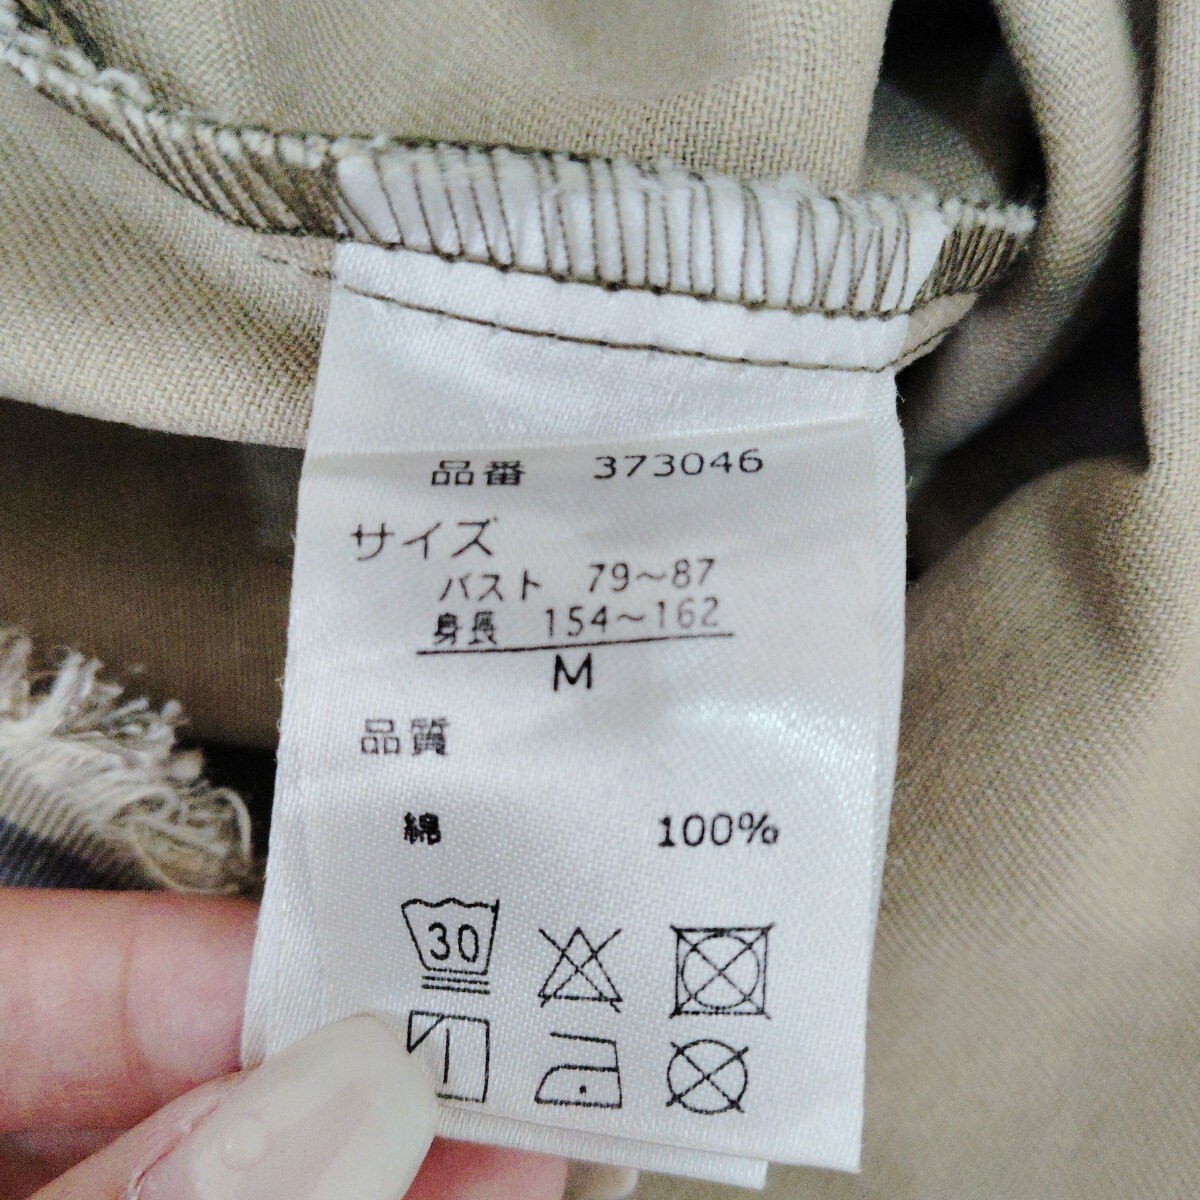 品番 373046
サイズ
バスト 79～87
身長 154～162
M
品質
綿 100%
30